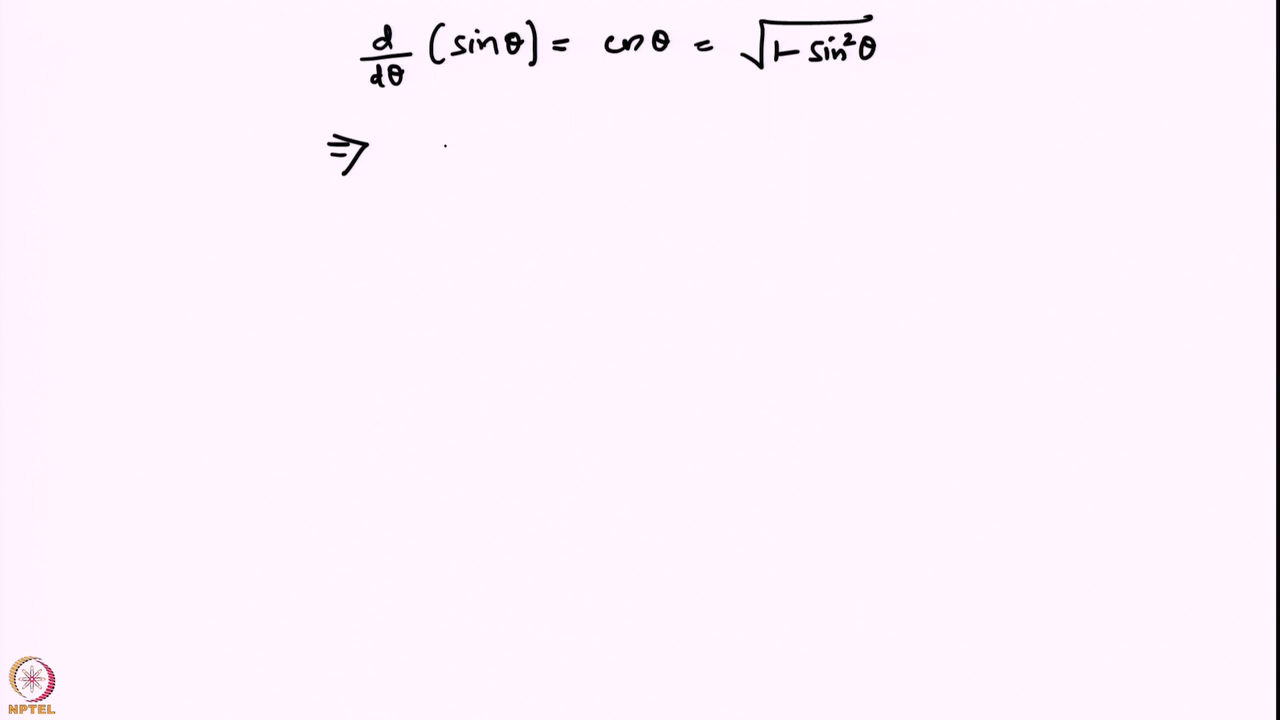 d/dθ (sinθ) = cosθ = √(1-sin²θ)
⇒
NPTEL